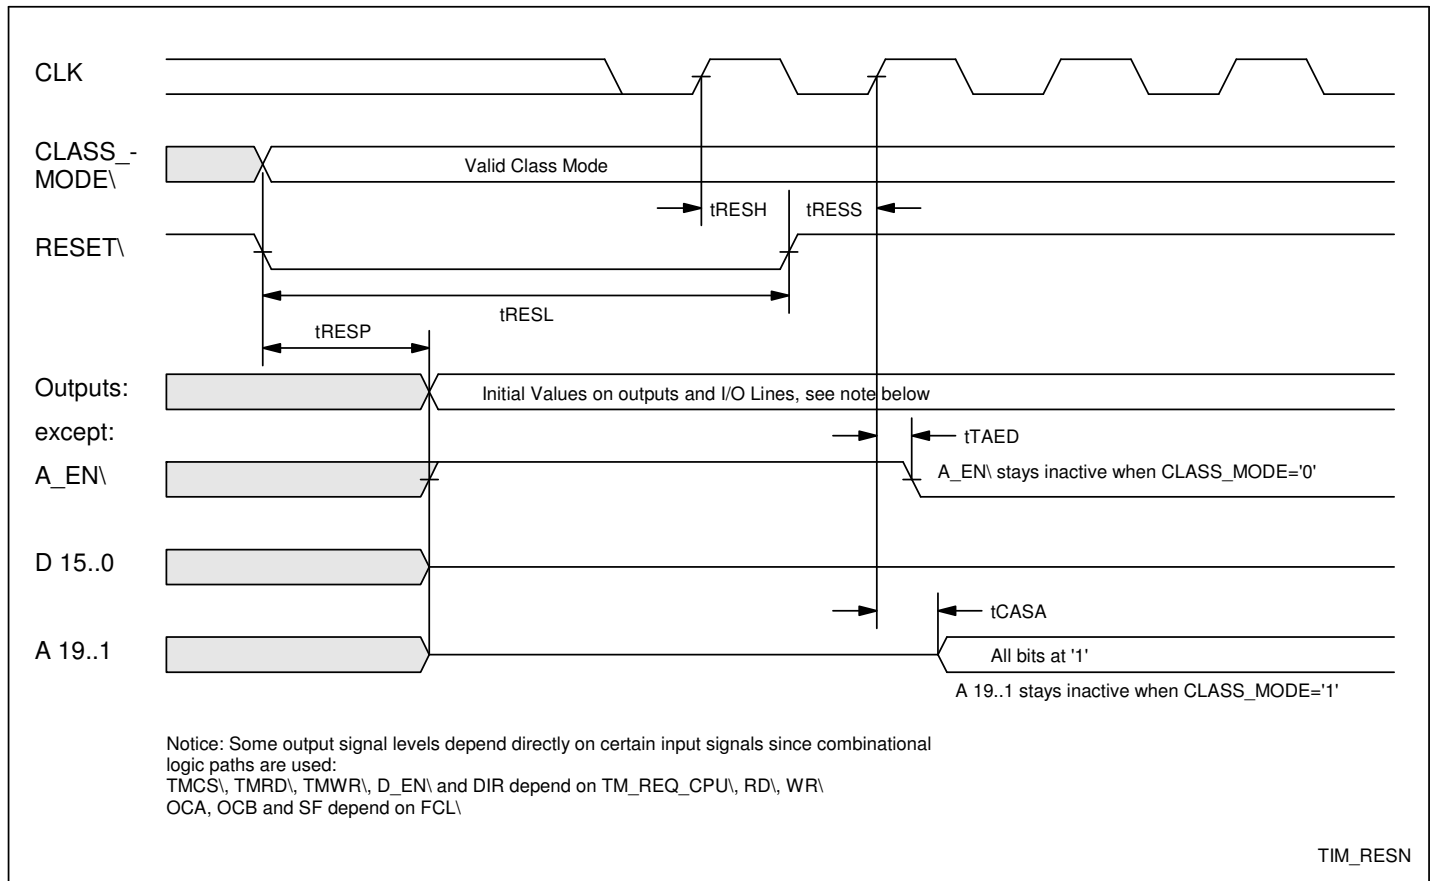 CLK
CLASS_-
MODE\
Valid Class Mode
tRESH
tRESS
RESET\
tRESL
tRESP
Outputs:
Initial Values on outputs and I/O Lines, see note below
except:
tTAED
A_EN\
A_EN\ stays inactive when CLASS_MODE='0'
D 15..0
tCASA
A 19..1
All bits at '1'
A 19..1 stays inactive when CLASS_MODE='1'
Notice: Some output signal levels depend directly on certain input signals since combinational
logic paths are used:
TMCS\, TMRD\, TMWR\, D_EN\ and DIR depend on TM_REQ_CPU\, RD\, WR\
OCA, OCB and SF depend on FCL\
TIM_RESN